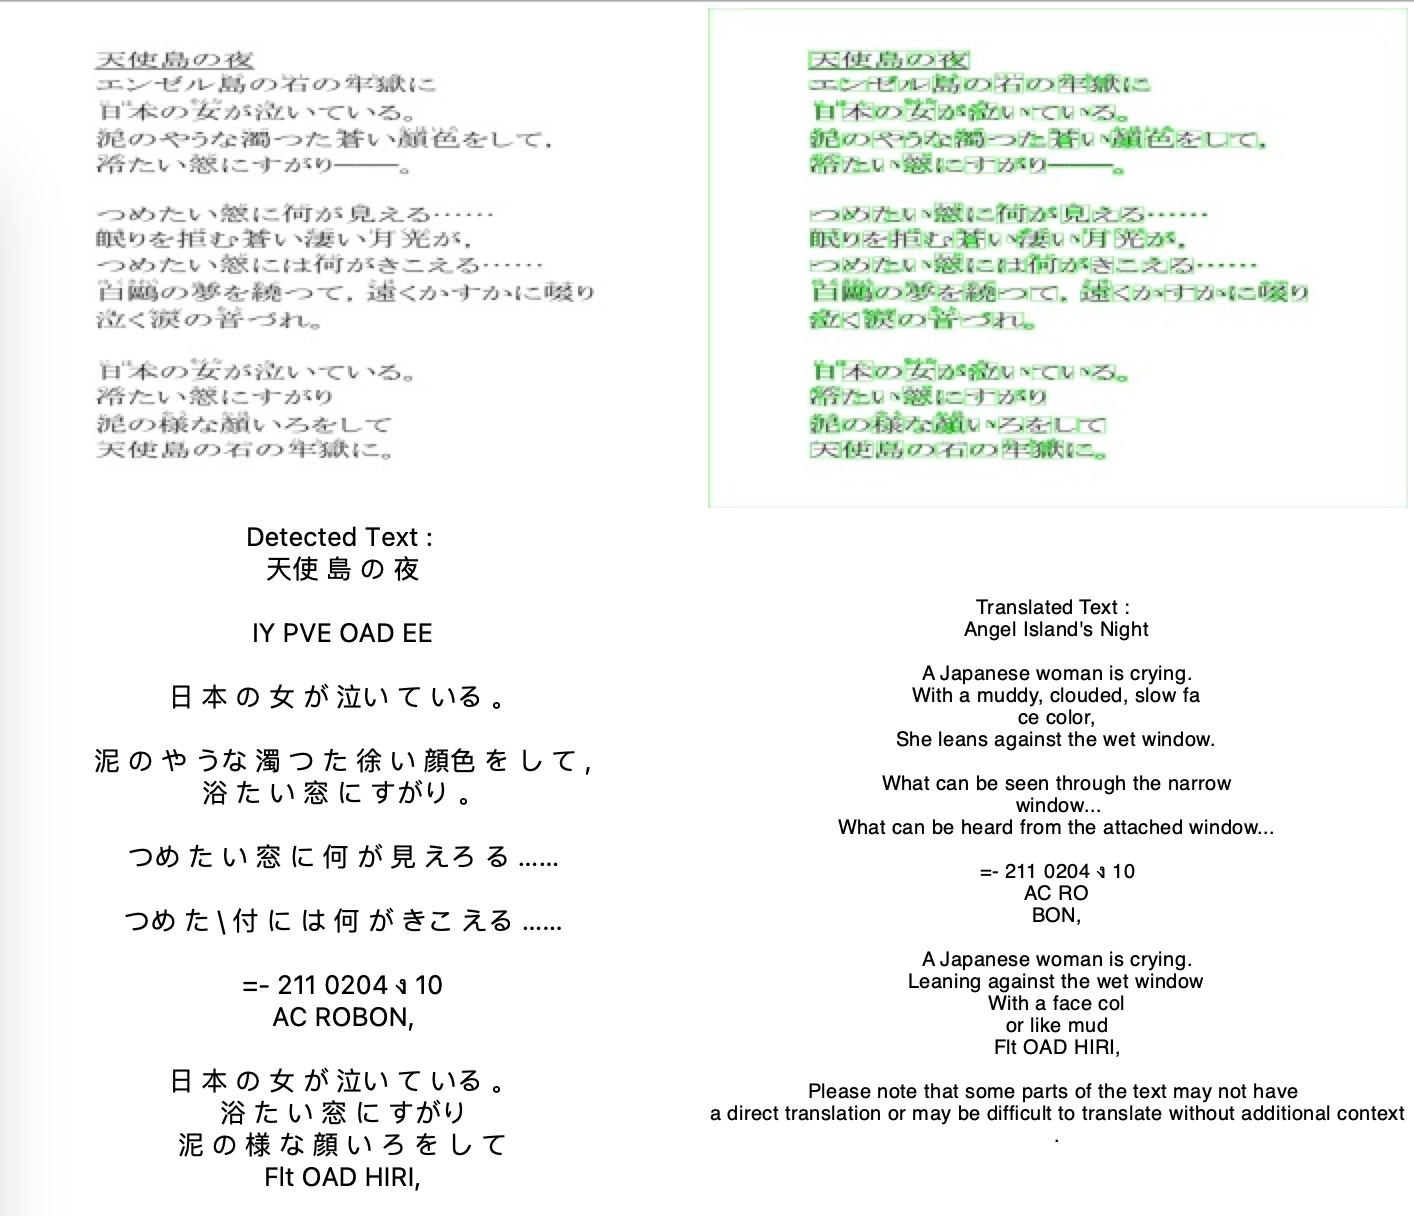 天使島の夜
エンゼル島の石の牢獄に
日本の女が泣いている。
泥のやうな濁つた蒼い顔色をして,
冷たい窓にすがり——。
つめたい窓に何が見える……
眠りを拒む蒼い凄い月光が,
つめたい窓には何がきこえる……
白鷗の夢を繞つて, 遠くかすかに啜り
泣く涙の音づれ。
日本の女が泣いている。
冷たい窓にすがり
泥の様な顔いろをして
天使島の石の牢獄に。
天使島の夜
エンゼル島の石の牢獄に
日本の女が泣いている。
泥のやうな濁つた蒼い顔色をして,
冷たい窓にすがり——。
つめたい窓に何が見える……
眠りを拒む蒼い凄い月光が,
つめたい窓には何がきこえる……
白鷗の夢を繞つて, 遠くかすかに啜り
泣く涙の音づれ。
日本の女が泣いている。
冷たい窓にすがり
泥の様な顔いろをして
天使島の石の牢獄に。
Detected Text :
天使 島 の 夜
IY PVE OAD EE
日 本 の 女 が 泣い て いる 。
泥 の や うな 濁 つ た 徐 い 顔色 を し て ,
浴 た い 窓 に すがり 。
つめ た い 窓 に 何 が 見 えろ る ......
つめ た \ 付 に は 何 が きこ える ......
=- 211 0204 ง 10
AC ROBON,
日 本 の 女 が 泣い て いる 。
浴 た い 窓 に すがり
泥 の 様 な 顔 い ろ を し て
Flt OAD HIRI,
Translated Text :
Angel Island's Night
A Japanese woman is crying.
With a muddy, clouded, slow fa
ce color,
She leans against the wet window.
What can be seen through the narrow
window...
What can be heard from the attached window...
=- 211 0204 ง 10
AC RO
BON,
A Japanese woman is crying.
Leaning against the wet window
With a face col
or like mud
Flt OAD HIRI,
Please note that some parts of the text may not have
a direct translation or may be difficult to translate without additional context
.